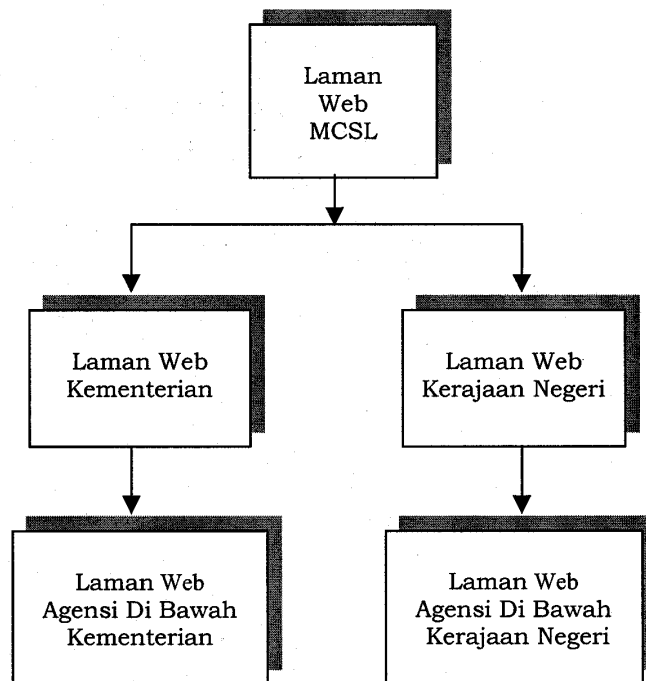 Laman
Web
MCSL
Laman Web
Kementerian
Laman Web
Kerajaan Negeri
Laman Web
Agensi Di Bawah
Kementerian
Laman Web
Agensi Di Bawah
Kerajaan Negeri